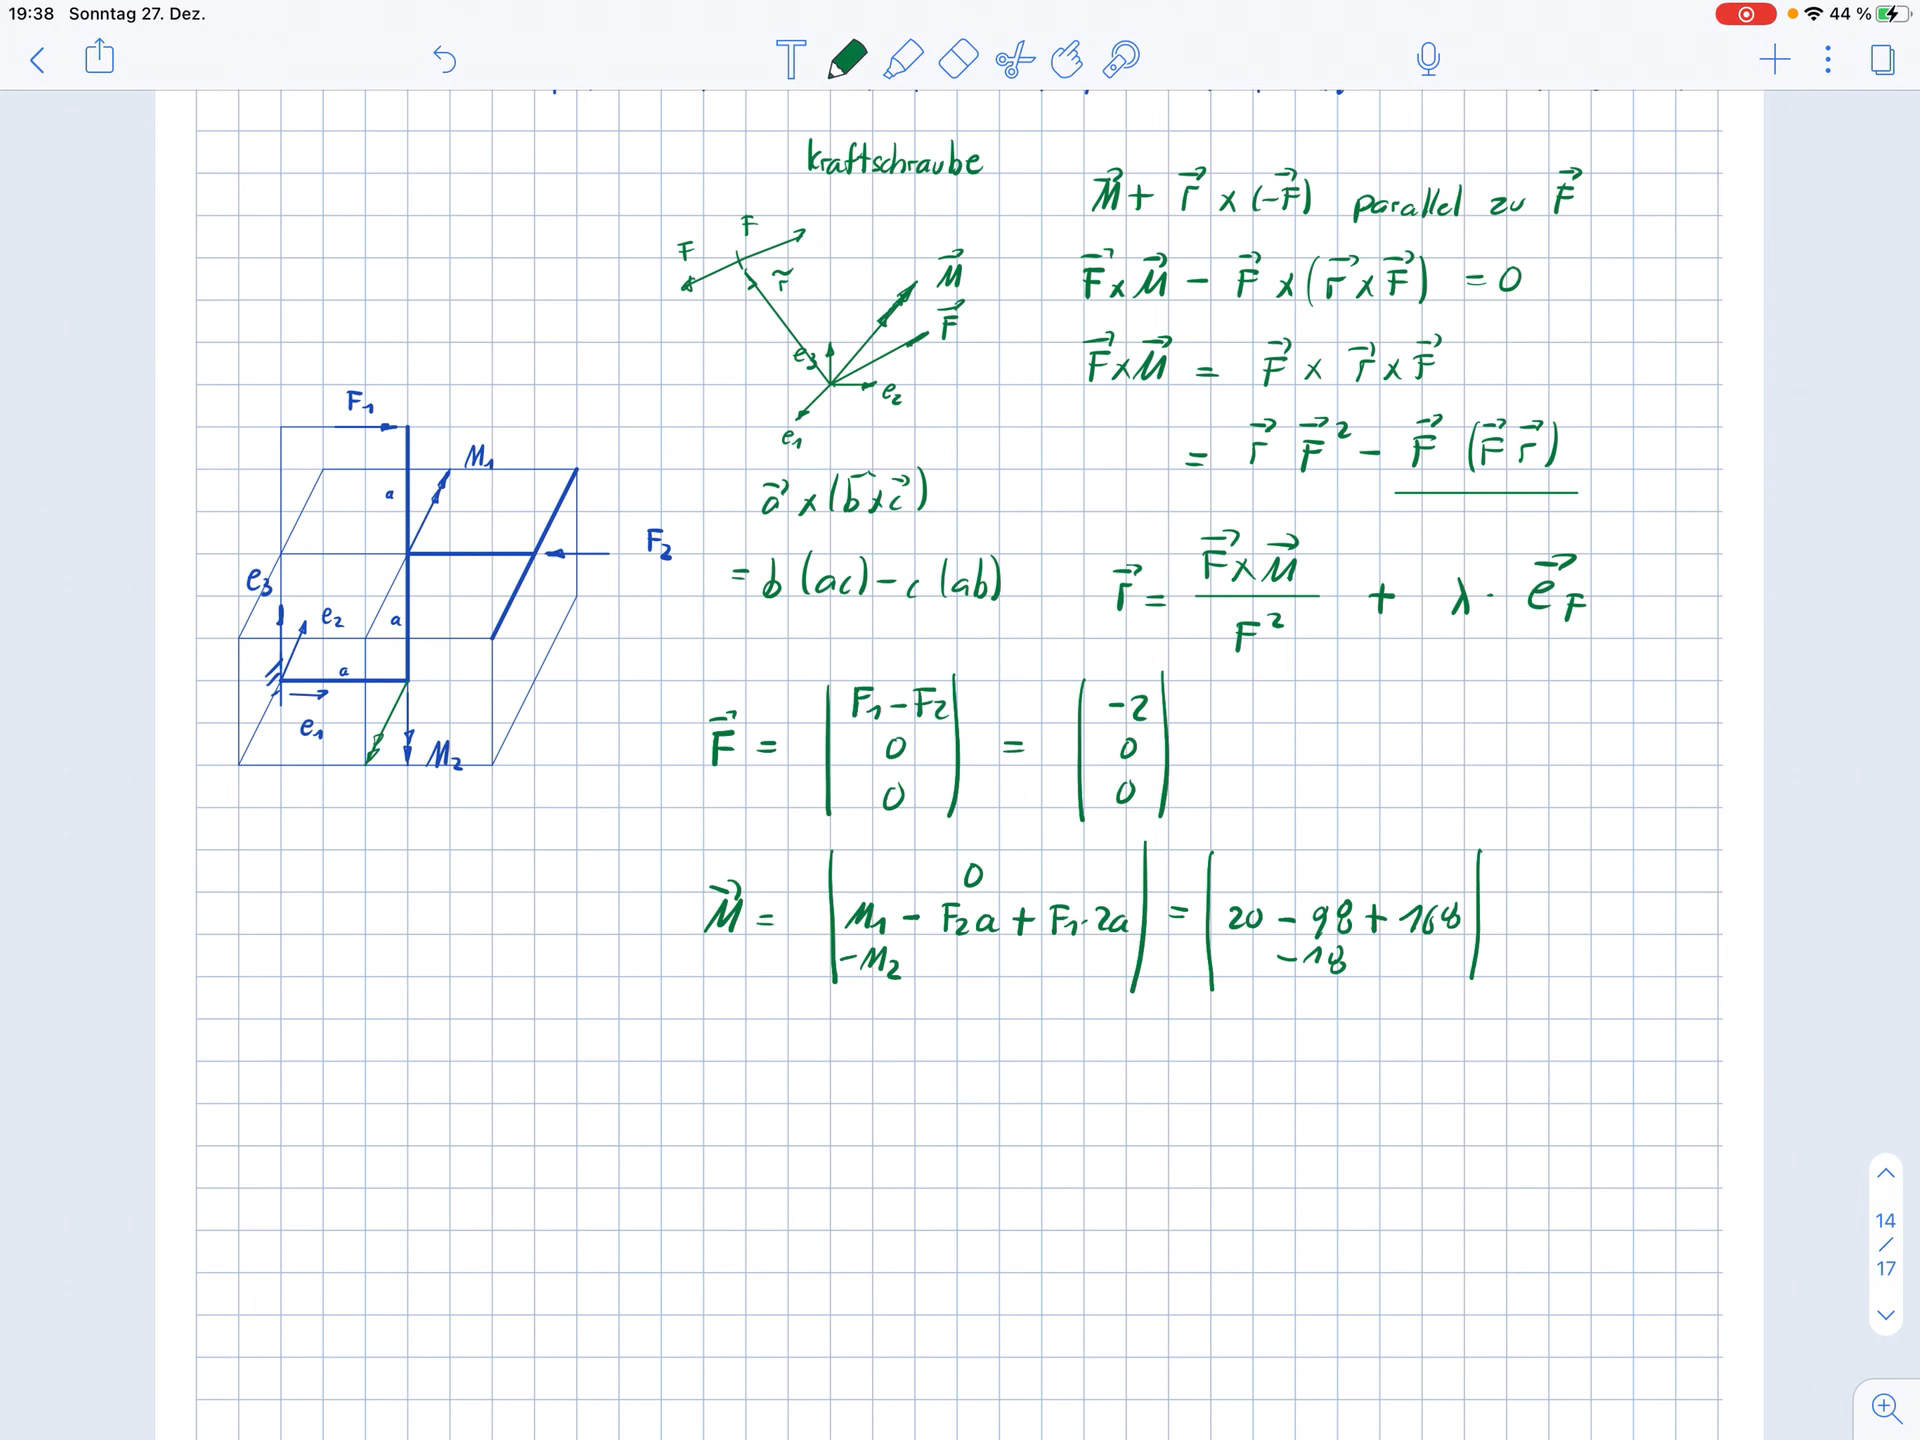 19:38 Sonntag 27. Dez.
44 %
kraftschraube
M⃗ + r⃗ × (-F⃗) parallel zu F⃗
F F r̃ M⃗ F⃗ e3 e2 e1
F⃗×M⃗ - F⃗ ×(r⃗×F⃗) = 0
F⃗×M⃗ = F⃗ × r⃗×F⃗
= r⃗ F⃗² - F⃗ (F⃗ r⃗)
a⃗ ×(b⃗×c⃗)
= b (ac) - c (ab)
r⃗ = F⃗×M⃗ / F² + λ· e⃗F
F1
M1
a
F2
e3
e2
a
a
e1
M2
F⃗ = | F1-F2 | = | -2 |
| 0 | | 0 |
| 0 | | 0 |
| 0 |
M⃗ = | M1 - F2a + F1·2a | = | 20 - 98 + 168 |
| -M2 | | -18 |
14
/
17